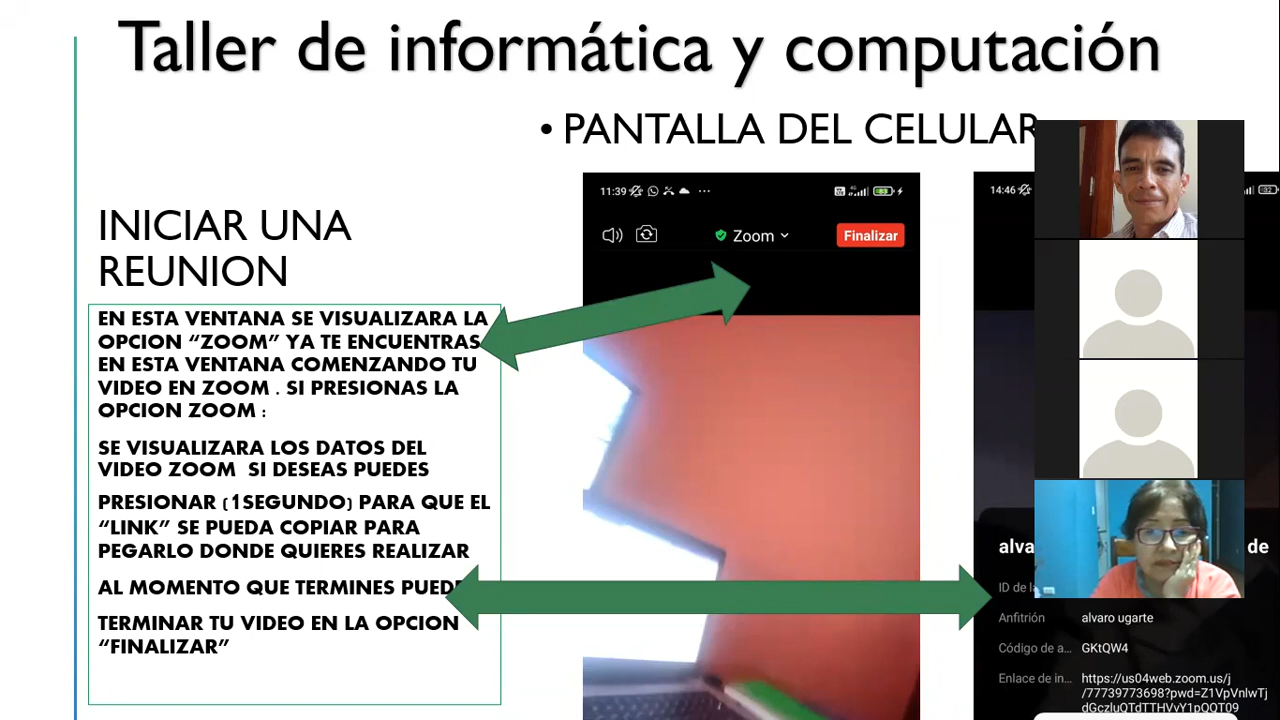 Taller de informática y computación
• PANTALLA DEL CELULAR
INICIAR UNA
REUNION
EN ESTA VENTANA SE VISUALIZARA LA
OPCION “ZOOM” YA TE ENCUENTRAS
EN ESTA VENTANA COMENZANDO TU
VIDEO EN ZOOM . SI PRESIONAS LA
OPCION ZOOM :
SE VISUALIZARA LOS DATOS DEL
VIDEO ZOOM SI DESEAS PUEDES
PRESIONAR (1SEGUNDO) PARA QUE EL
“LINK” SE PUEDA COPIAR PARA
PEGARLO DONDE QUIERES REALIZAR
AL MOMENTO QUE TERMINES
TERMINAR TU VIDEO EN LA OPCION
“FINALIZAR”
11:39
Zoom
Finalizar
14:46
de
ID de
Anfitrión alvaro ugarte
Código de a... GKtQW4
Enlace de in... https://us04web.zoom.us/j